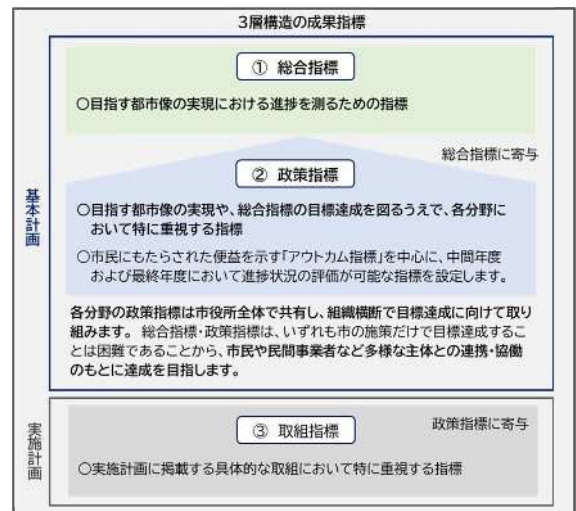 3層構造の成果指標
① 総合指標
○目指す都市像の実現における進捗を測るための指標
総合指標に寄与
② 政策指標
○目指す都市像の実現や、総合指標の目標達成を図るうえで、各分野に
おいて特に重視する指標
○市民にもたらされた便益を示す「アウトカム指標」を中心に、中間年度
および最終年度において進捗状況の評価が可能な指標を設定します。
各分野の政策指標は市役所全体で共有し、組織横断で目標達成に向けて取り
組みます。 総合指標・政策指標は、いずれも市の施策だけで目標達成するこ
とは困難であることから、市民や民間事業者など多様な主体との連携・協働
のもとに達成を目指します。
基本計画
③ 取組指標
政策指標に寄与
○実施計画に掲載する具体的な取組において特に重視する指標
実施計画